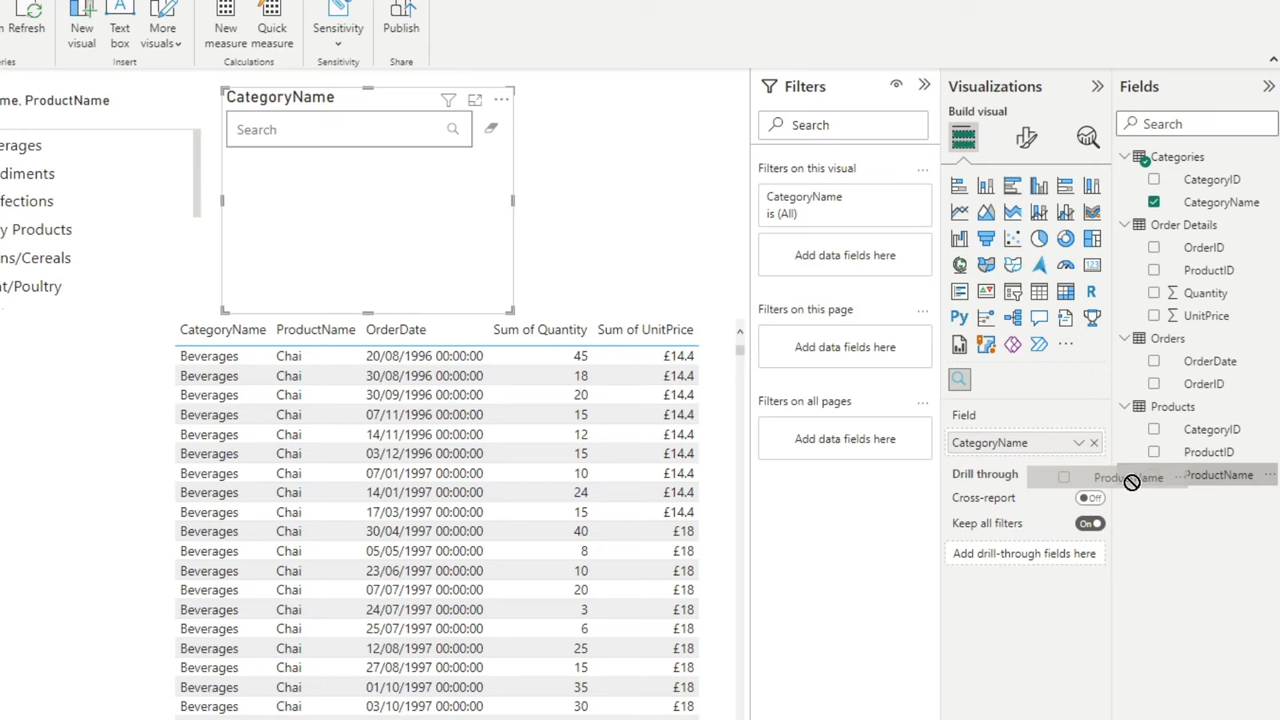 Refresh
New visual
Text box
More visuals
New measure
Quick measure
Sensitivity
Publish
Insert
Calculations
Sensitivity
Share
me, ProductName
erages
diments
fections
y Products
ns/Cereals
t/Poultry
CategoryName
Search
CategoryName ProductName OrderDate Sum of Quantity Sum of UnitPrice
Beverages Chai 20/08/1996 00:00:00 45 £14.4
Beverages Chai 30/08/1996 00:00:00 18 £14.4
Beverages Chai 30/09/1996 00:00:00 20 £14.4
Beverages Chai 07/11/1996 00:00:00 15 £14.4
Beverages Chai 14/11/1996 00:00:00 12 £14.4
Beverages Chai 03/12/1996 00:00:00 15 £14.4
Beverages Chai 07/01/1997 00:00:00 10 £14.4
Beverages Chai 14/01/1997 00:00:00 24 £14.4
Beverages Chai 17/03/1997 00:00:00 15 £14.4
Beverages Chai 30/04/1997 00:00:00 40 £18
Beverages Chai 05/05/1997 00:00:00 8 £18
Beverages Chai 23/06/1997 00:00:00 10 £18
Beverages Chai 07/07/1997 00:00:00 20 £18
Beverages Chai 24/07/1997 00:00:00 3 £18
Beverages Chai 25/07/1997 00:00:00 6 £18
Beverages Chai 12/08/1997 00:00:00 25 £18
Beverages Chai 27/08/1997 00:00:00 15 £18
Beverages Chai 01/10/1997 00:00:00 35 £18
Beverages Chai 03/10/1997 00:00:00 30 £18
Filters
Search
Filters on this visual
CategoryName
is (All)
Add data fields here
Filters on this page
Add data fields here
Filters on all pages
Add data fields here
Visualizations
Build visual
123
R
Py
Field
CategoryName
Drill through
Cross-report Off
Keep all filters On
Add drill-through fields here
Fields
Search
Categories
CategoryID
CategoryName
Order Details
OrderID
ProductID
Quantity
UnitPrice
Orders
OrderDate
OrderID
Products
CategoryID
ProductID
ProductName